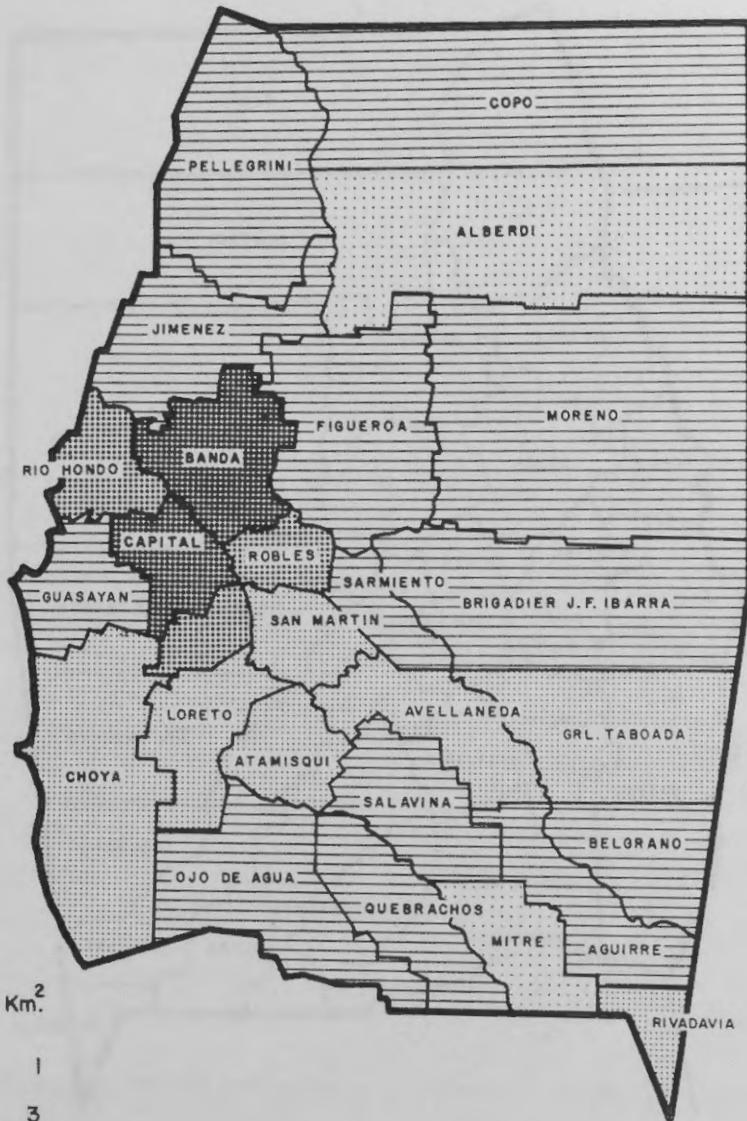 COPO
PELLEGRINI
ALBERDI
JIMENEZ
MORENO
FIGUEROA
BANDA
RIO HONDO
CAPITAL
ROBLES
SARMIENTO
GUASAYAN
BRIGADIER J.F. IBARRA
SAN MARTIN
LORETO
AVELLANEDA
GRL. TABOADA
ATAMISQUI
CHOYA
SALAVINA
BELGRANO
OJO DE AGUA
QUEBRACHOS
MITRE
AGUIRRE
Km.²
RIVADAVIA
1
3